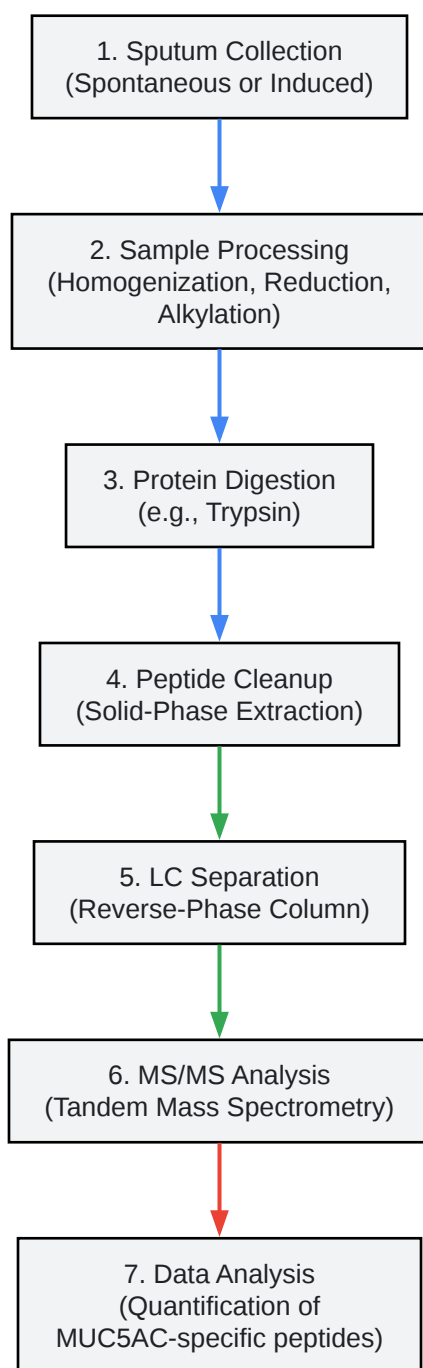 1. Sputum Collection
(Spontaneous or Induced)
2. Sample Processing
(Homogenization, Reduction,
Alkylation)
3. Protein Digestion
(e.g., Trypsin)
4. Peptide Cleanup
(Solid-Phase Extraction)
5. LC Separation
(Reverse-Phase Column)
6. MS/MS Analysis
(Tandem Mass Spectrometry)
7. Data Analysis
(Quantification of
MUC5AC-specific peptides)